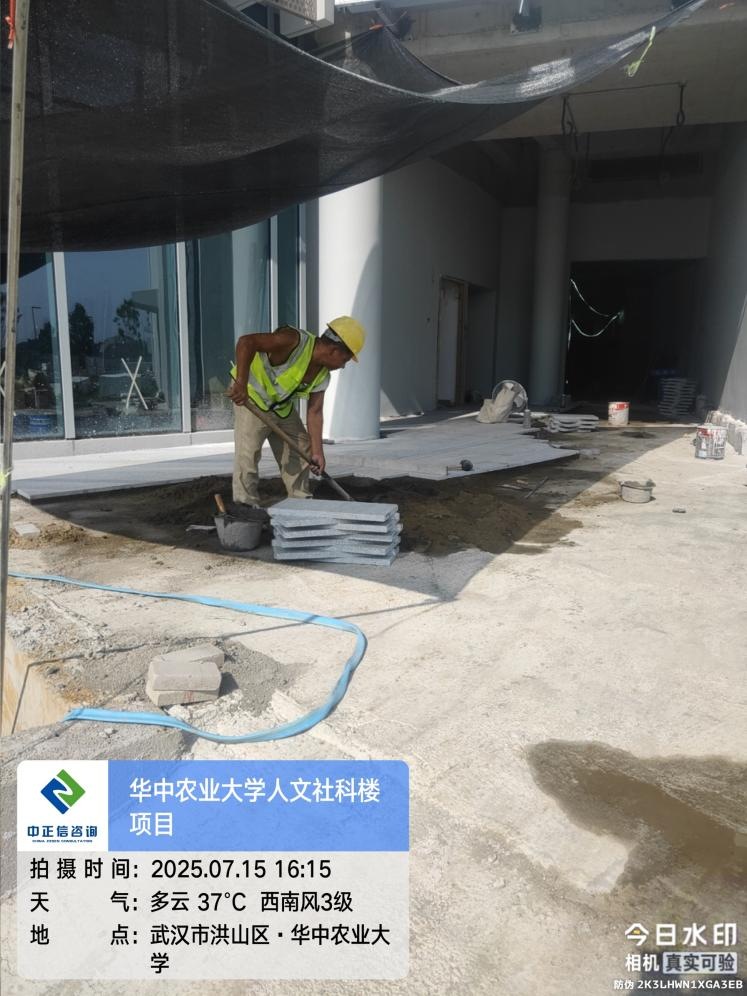 华中农业大学人文社科楼
项目
中正信咨询
拍摄时间：2025.07.15 16:15
天气：多云 37°C 西南风3级
地点：武汉市洪山区·华中农业大
学
今日水印
相机 真实可验
防伪 2K3LHWN1XGA3EB